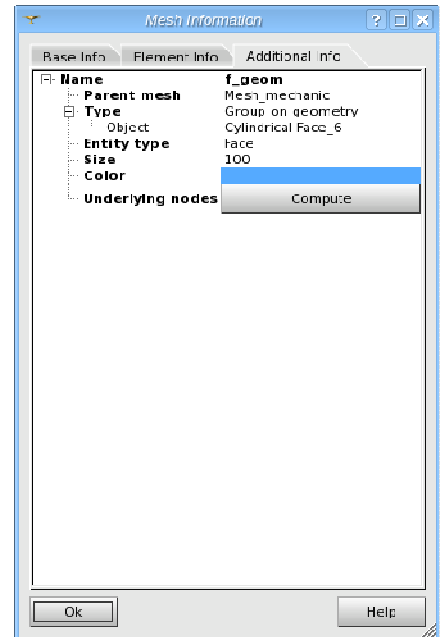 Mesh Information
Base Info Element Info Additional Info
Name f_geom
Parent mesh Mesh_mechanic
Type Group on geometry
Object Cylindrical Face_6
Entity type Face
Size 100
Color
Underlying nodes Compute
Ok Help